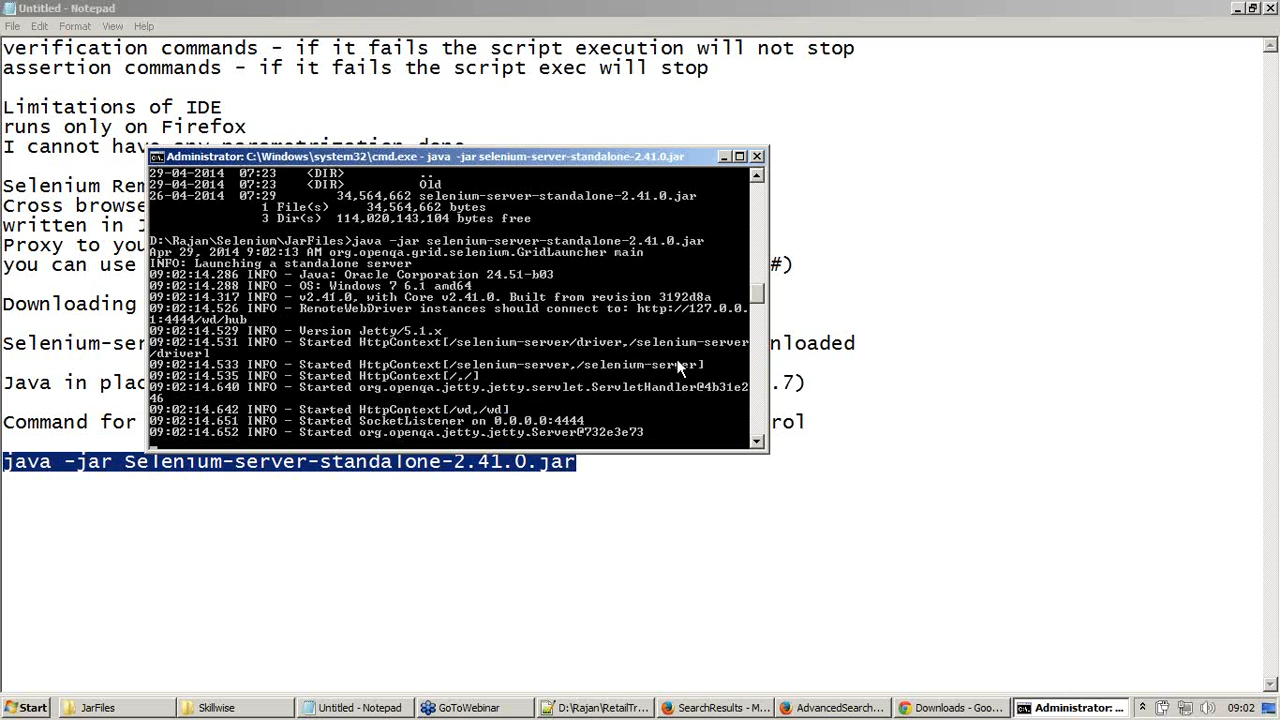 Untitled - Notepad
File Edit Format View Help
verification commands - if it fails the script execution will not stop
assertion commands - if it fails the script exec will stop
Limitations of IDE
runs only on Firefox
I cannot have any parametrization done
Administrator: C:\Windows\system32\cmd.exe - java -jar selenium-server-standalone-2.41.0.jar
Selenium Rem
Cross browse
written in J
Proxy to you
you can use #)
Downloading
Selenium-ser nloaded
Java in plac .7)
Command for rol
29-04-2014 07:23 <DIR> ..
29-04-2014 07:23 <DIR> Old
26-04-2014 07:29 34,564,662 selenium-server-standalone-2.41.0.jar
1 File(s) 34,564,662 bytes
3 Dir(s) 114,020,143,104 bytes free
D:\Rajan\Selenium\JarFiles>java -jar selenium-server-standalone-2.41.0.jar
Apr 29, 2014 9:02:13 AM org.openqa.grid.selenium.GridLauncher main
INFO: Launching a standalone server
09:02:14.286 INFO - Java: Oracle Corporation 24.51-b03
09:02:14.288 INFO - OS: Windows 7 6.1 amd64
09:02:14.317 INFO - v2.41.0, with Core v2.41.0. Built from revision 3192d8a
09:02:14.526 INFO - RemoteWebDriver instances should connect to: http://127.0.0.
1:4444/wd/hub
09:02:14.529 INFO - Version Jetty/5.1.x
09:02:14.531 INFO - Started HttpContext[/selenium-server/driver,/selenium-server
/driver]
09:02:14.533 INFO - Started HttpContext[/selenium-server,/selenium-server]
09:02:14.535 INFO - Started HttpContext[/,/]
09:02:14.640 INFO - Started org.openqa.jetty.jetty.servlet.ServletHandler@4b31e2
46
09:02:14.642 INFO - Started HttpContext[/wd,/wd]
09:02:14.651 INFO - Started SocketListener on 0.0.0.0:4444
09:02:14.652 INFO - Started org.openqa.jetty.jetty.Server@732e3e73
java -jar Selenium-server-standalone-2.41.0.jar
Start JarFiles Skillwise Untitled - Notepad GoToWebinar D:\Rajan\RetailTr... SearchResults - M... AdvancedSearch... Downloads - Goo... Administrator: ... 09:02